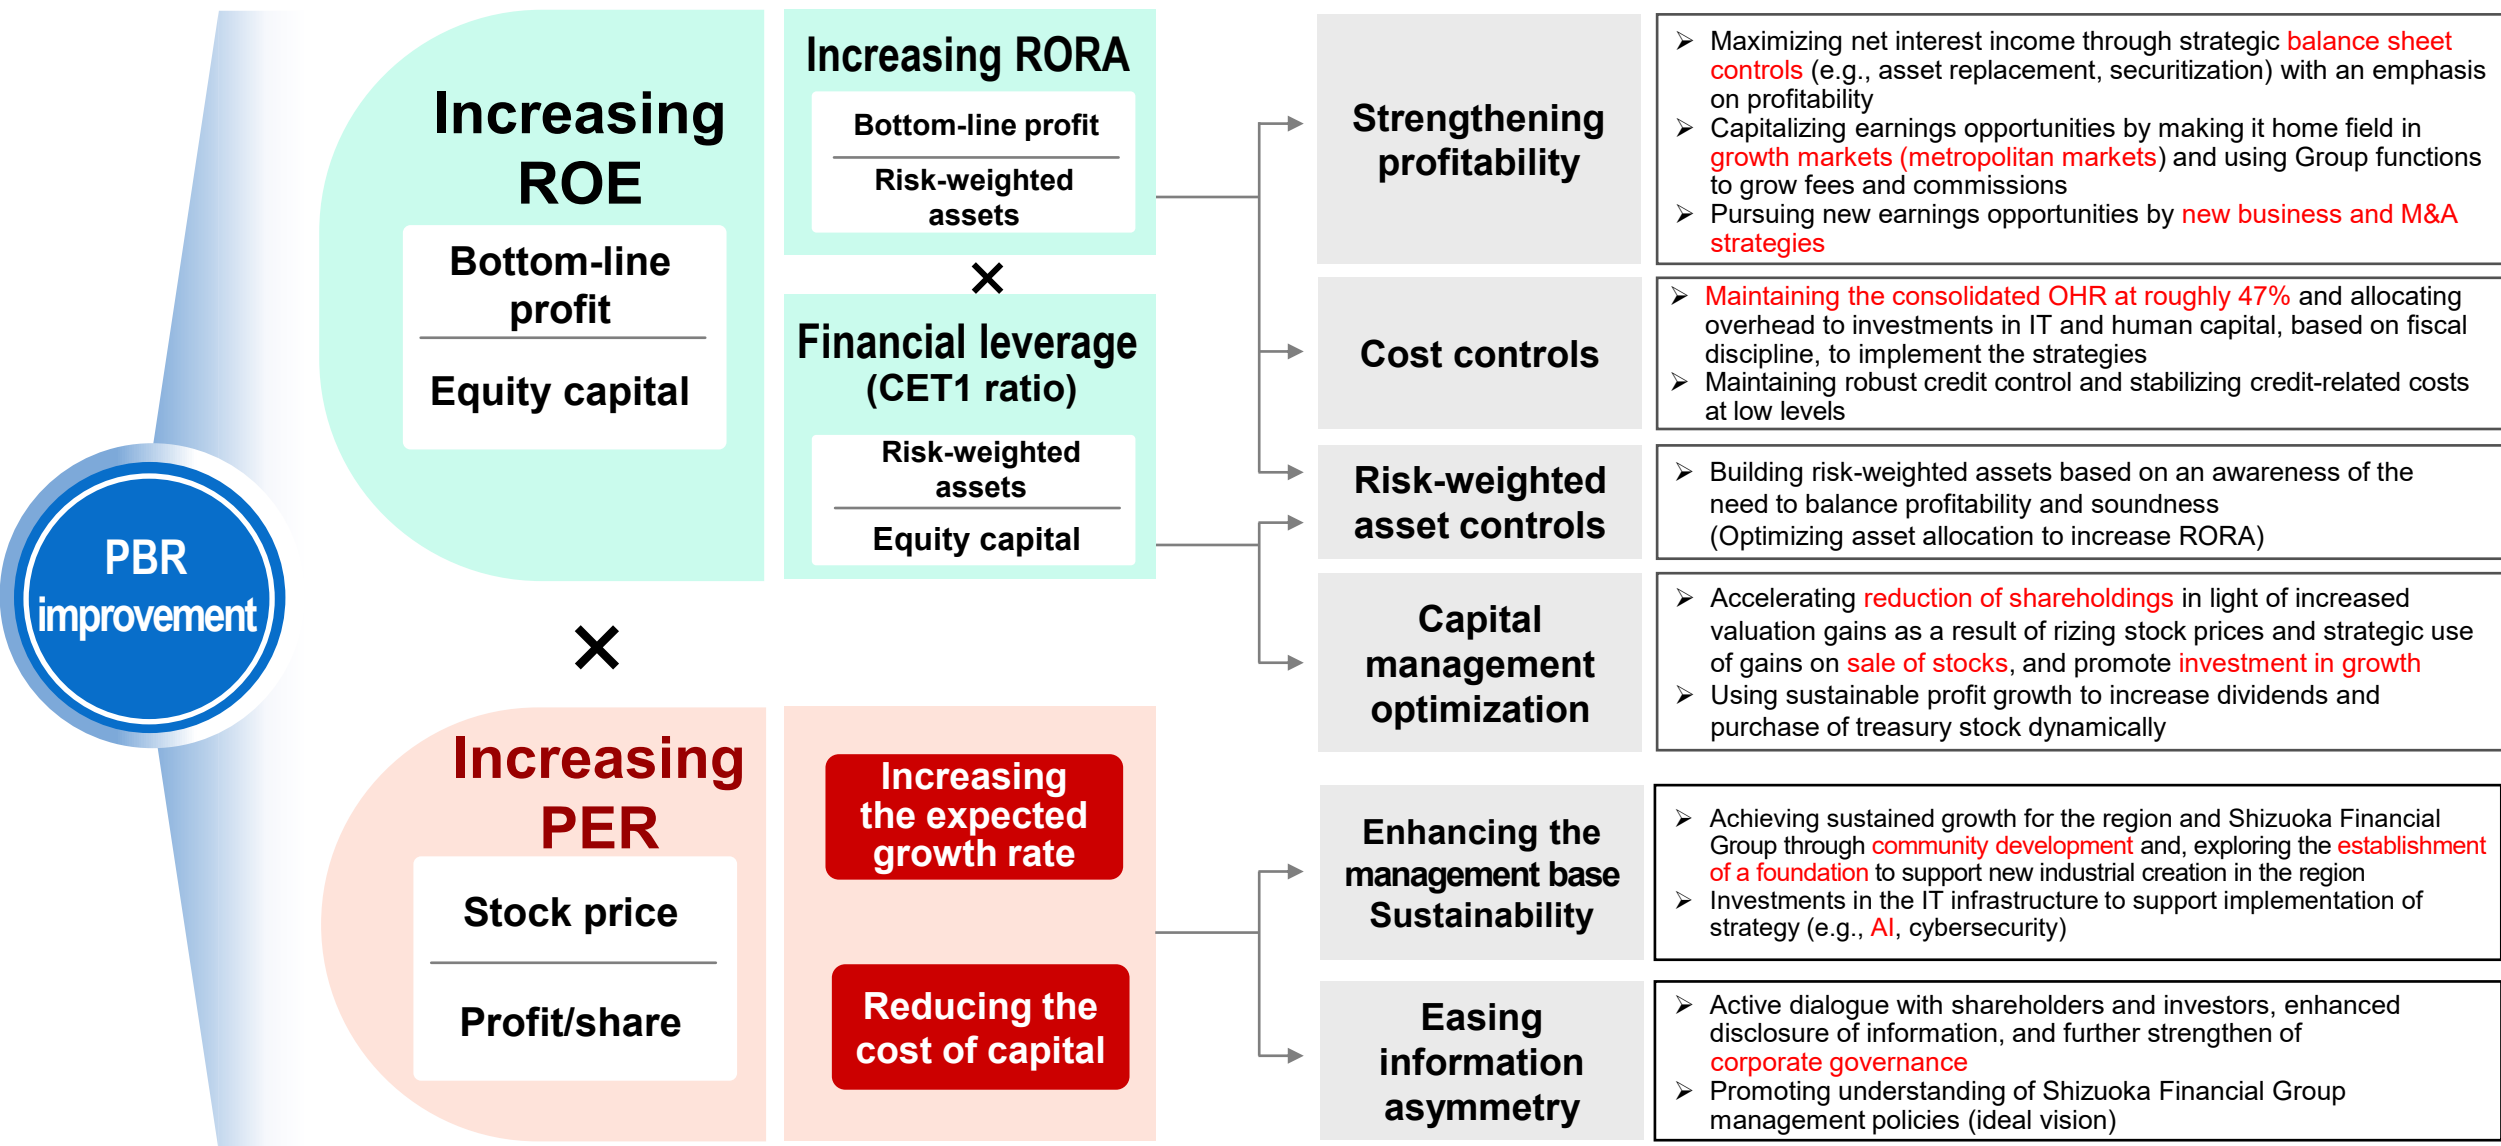 PBR
improvement
Increasing
ROE
Bottom-line
profit
Equity capital
×
Increasing
PER
Stock price
Profit/share
Increasing RORA
Bottom-line profit
Risk-weighted
assets
×
Financial leverage
(CET1 ratio)
Risk-weighted
assets
Equity capital
Increasing
the expected
growth rate
Reducing the
cost of capital
Strengthening
profitability
➢ Maximizing net interest income through strategic balance sheet
controls (e.g., asset replacement, securitization) with an emphasis
on profitability
➢ Capitalizing earnings opportunities by making it home field in
growth markets (metropolitan markets) and using Group functions
to grow fees and commissions
➢ Pursuing new earnings opportunities by new business and M&A
strategies
Cost controls
➢ Maintaining the consolidated OHR at roughly 47% and allocating
overhead to investments in IT and human capital, based on fiscal
discipline, to implement the strategies
➢ Maintaining robust credit control and stabilizing credit-related costs
at low levels
Risk-weighted
asset controls
➢ Building risk-weighted assets based on an awareness of the
need to balance profitability and soundness
(Optimizing asset allocation to increase RORA)
Capital
management
optimization
➢ Accelerating reduction of shareholdings in light of increased
valuation gains as a result of rizing stock prices and strategic use
of gains on sale of stocks, and promote investment in growth
➢ Using sustainable profit growth to increase dividends and
purchase of treasury stock dynamically
Enhancing the
management base
Sustainability
➢ Achieving sustained growth for the region and Shizuoka Financial
Group through community development and, exploring the establishment
of a foundation to support new industrial creation in the region
➢ Investments in the IT infrastructure to support implementation of
strategy (e.g., AI, cybersecurity)
Easing
information
asymmetry
➢ Active dialogue with shareholders and investors, enhanced
disclosure of information, and further strengthen of
corporate governance
➢ Promoting understanding of Shizuoka Financial Group
management policies (ideal vision)